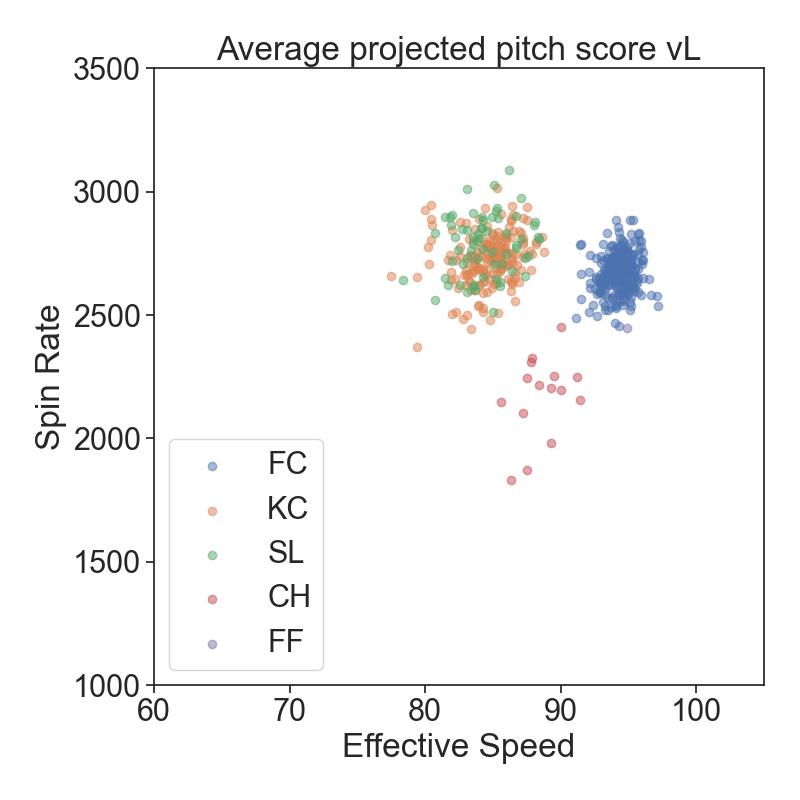 Average projected pitch score vL
3500
3000
2500
2000
1500
1000
Spin Rate
FC
KC
SL
CH
FF
60 70 80 90 100
Effective Speed